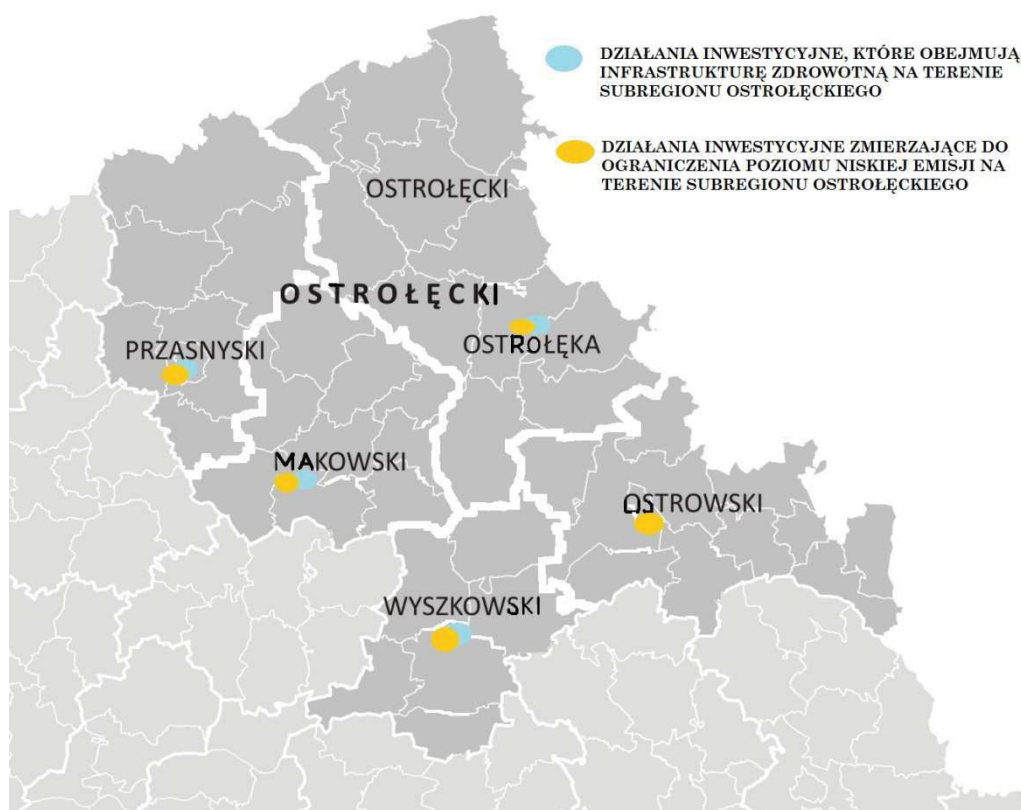 DZIAŁANIA INWESTYCYJNE, KTÓRE OBEJMUJĄ
INFRASTRUKTURĘ ZDROWOTNĄ NA TERENIE
SUBREGIONU OSTROŁĘCKIEGO
DZIAŁANIA INWESTYCYJNE ZMIERZAJĄCE DO
OGRANICZENIA POZIOMU NISKIEJ EMISJI NA
TERENIE SUBREGIONU OSTROŁĘCKIEGO
OSTROŁĘCKI
OSTROŁĘCKI
OSTROŁĘKA
PRZASNYSKI
MAKOWSKI
OSTROWSKI
WYSZKOWSKI